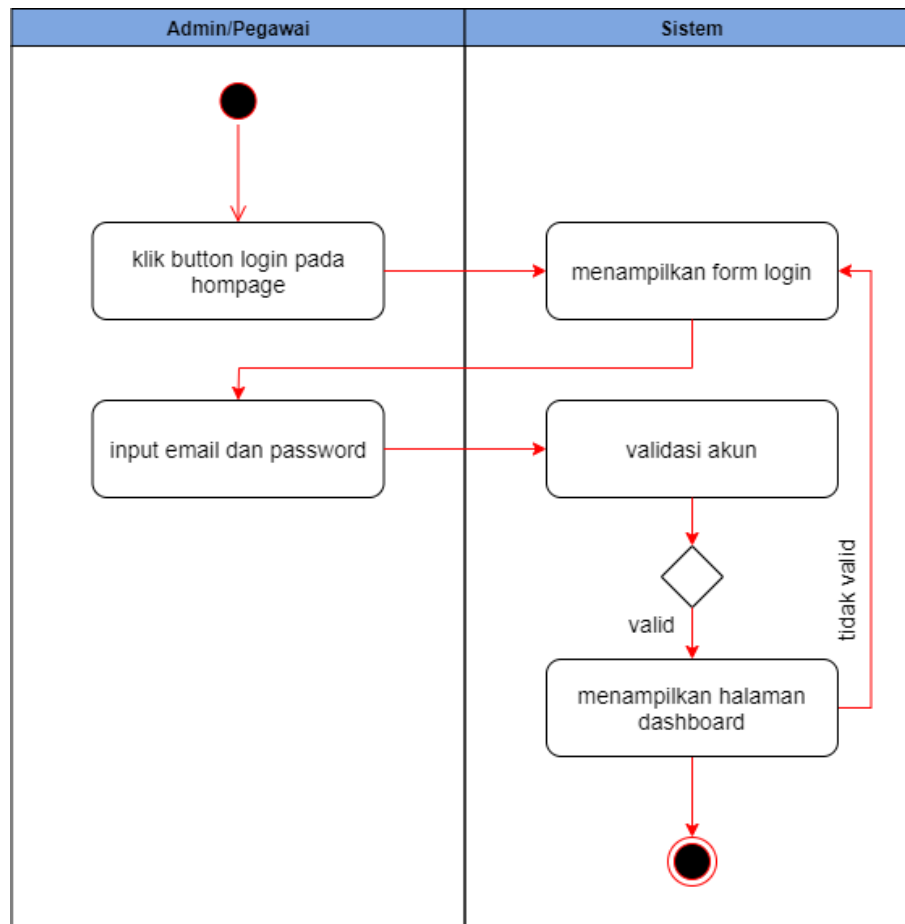 Admin/Pegawai
Sistem
klik button login pada
hompage
menampilkan form login
input email dan password
validasi akun
valid
tidak valid
menampilkan halaman
dashboard